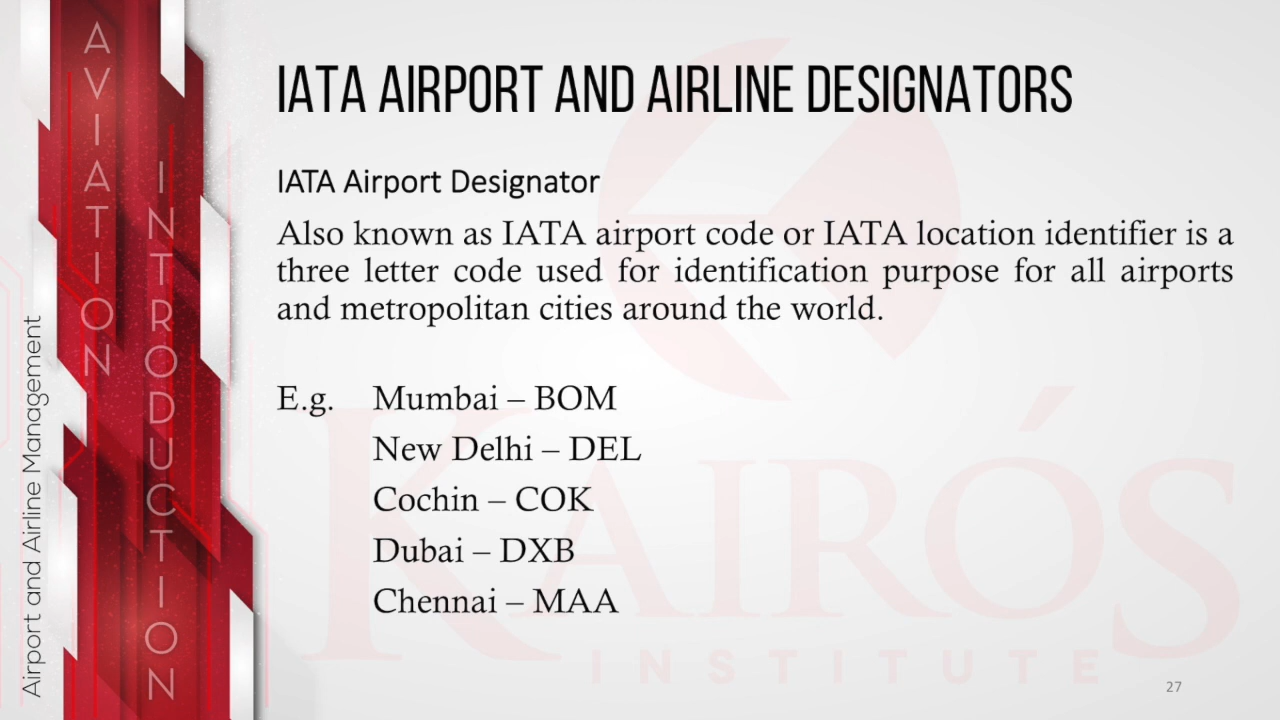 IATA AIRPORT AND AIRLINE DESIGNATORS
IATA Airport Designator
Also known as IATA airport code or IATA location identifier is a
three letter code used for identification purpose for all airports
and metropolitan cities around the world.
E.g. Mumbai – BOM
New Delhi – DEL
Cochin – COK
Dubai – DXB
Chennai – MAA
AVIATION
INTRODUCTION
Airport and Airline Management
KAIRÓS
INSTITUTE
27